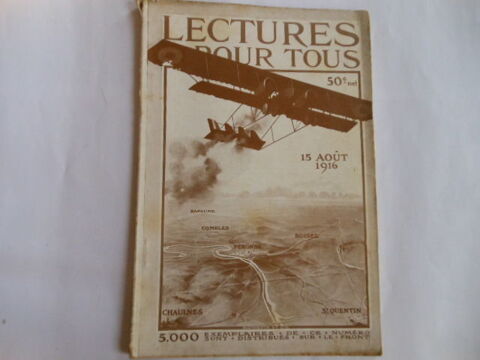 LECTURES
POUR TOUS
50c net
15 AOÛT
1916
BAPAUME
COMBLES
PERONNE
ROISEL
CHAULNES
ST QUENTIN
5.000 EXEMPLAIRES DE CE NUMÉRO
SONT DISTRIBUÉS SUR LE FRONT